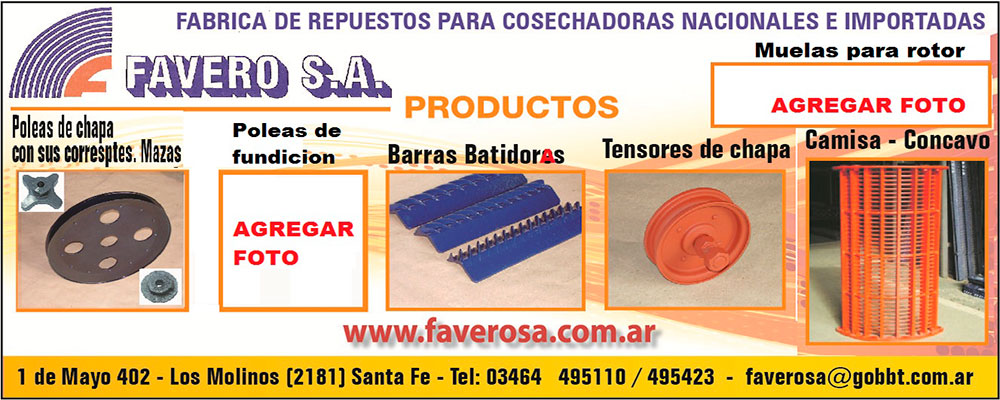 FABRICA DE REPUESTOS PARA COSECHADORAS NACIONALES E IMPORTADAS
FAVERO S.A.
PRODUCTOS
Muelas para rotor
AGREGAR FOTO
Poleas de chapa
con sus corresptes. Mazas
Poleas de
fundicion
AGREGAR
FOTO
Barras Batidoras
Tensores de chapa
Camisa - Concavo
www.faverosa.com.ar
1 de Mayo 402 - Los Molinos (2181) Santa Fe - Tel: 03464 495110 / 495423 - faverosa@gobbt.com.ar